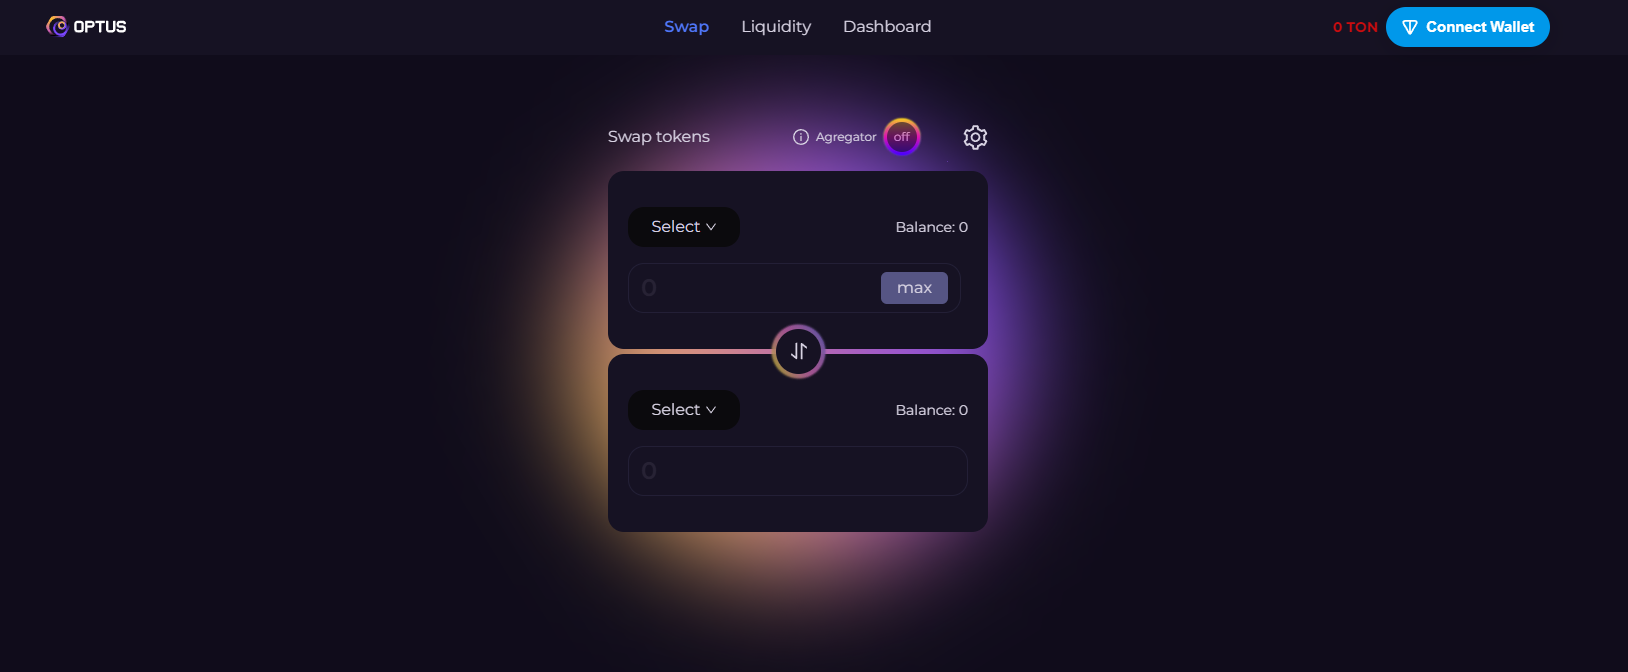 OPTUS
Swap
Liquidity
Dashboard
0 TON
Connect Wallet
Swap tokens
Agregator
off
Select
Balance: 0
0
max
Select
Balance: 0
0